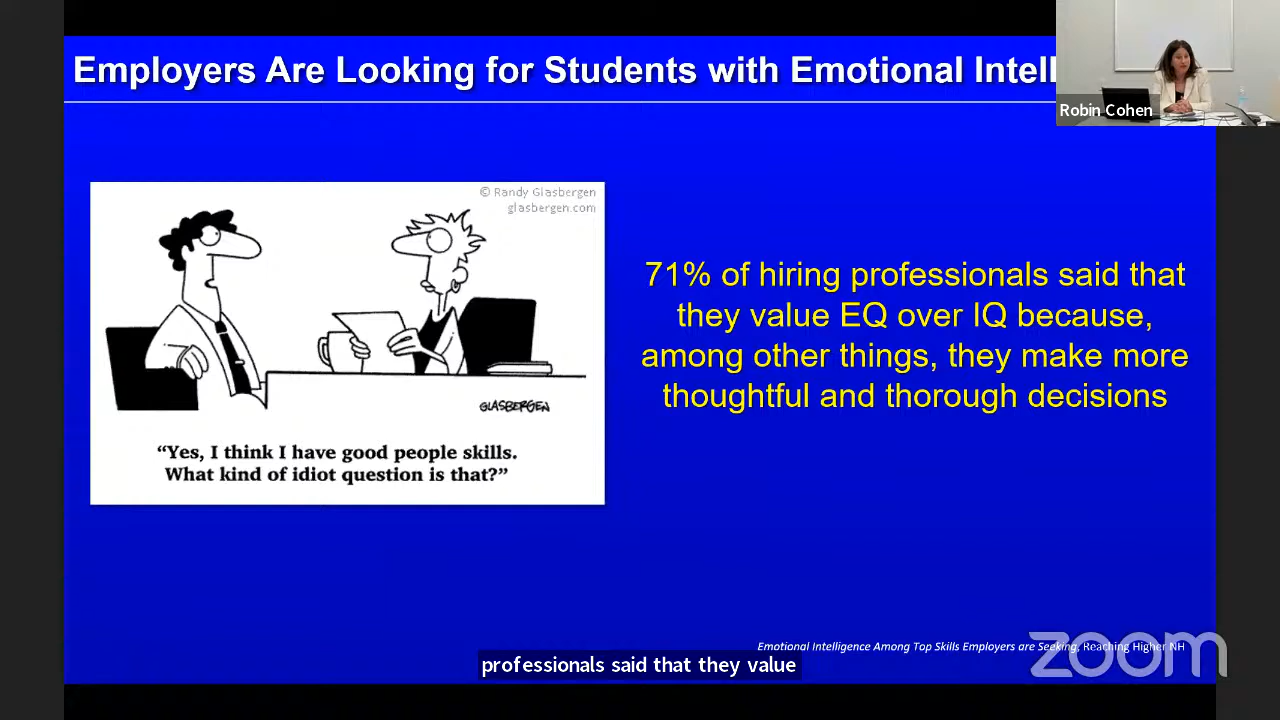 Employers Are Looking for Students with Emotional Intell
Robin Cohen
© Randy Glasbergen
glasbergen.com
GLASBERGEN
“Yes, I think I have good people skills.
What kind of idiot question is that?”
71% of hiring professionals said that
they value EQ over IQ because,
among other things, they make more
thoughtful and thorough decisions
Emotional Intelligence Among Top Skills Employers are Seeking, Reaching Higher NH
zoom
professionals said that they value